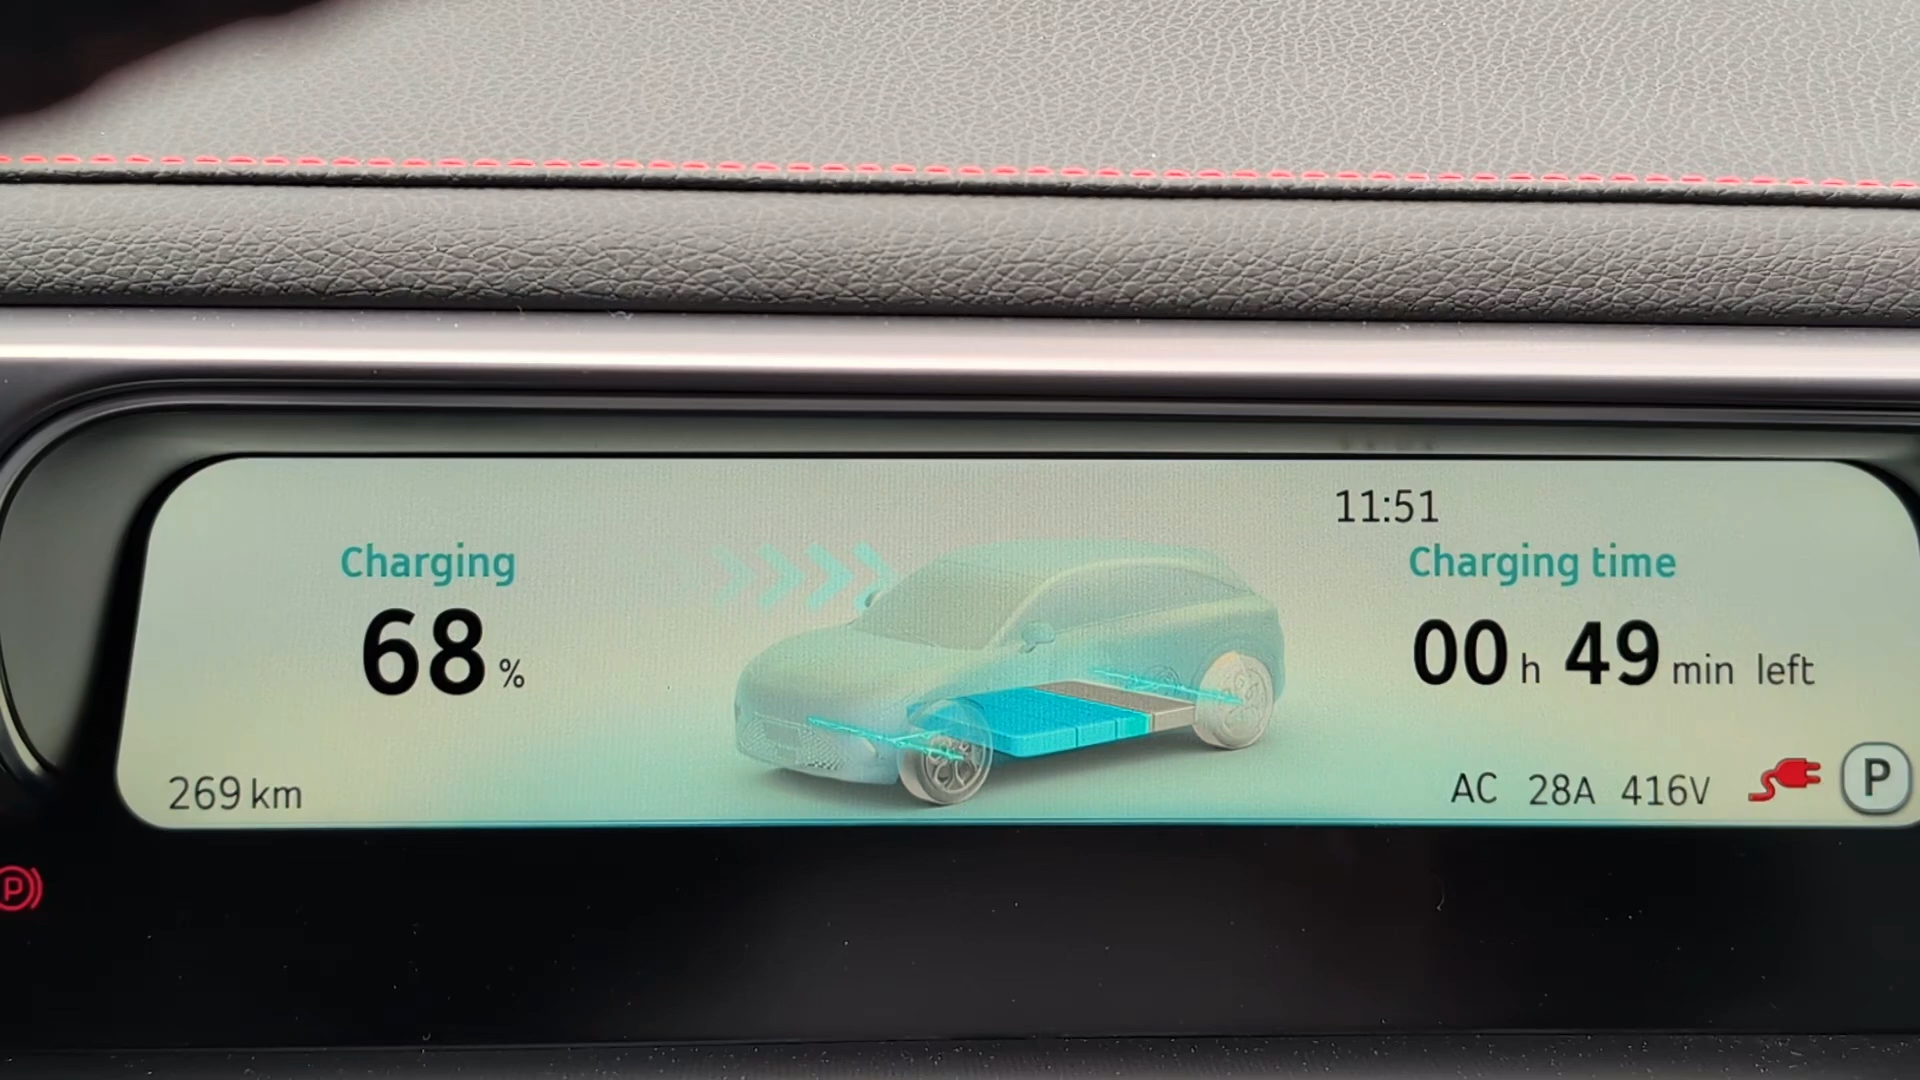 11:51
Charging
Charging time
68 %
00 h 49 min left
269 km
AC 28A 416V
P
P